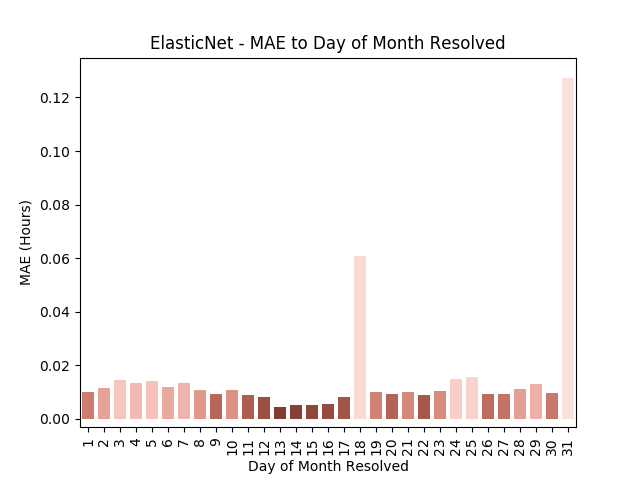 ElasticNet - MAE to Day of Month Resolved
MAE (Hours)
0.12
0.10
0.08
0.06
0.04
0.02
0.00
1 2 3 4 5 6 7 8 9 10 11 12 13 14 15 16 17 18 19 20 21 22 23 24 25 26 27 28 29 30 31
Day of Month Resolved